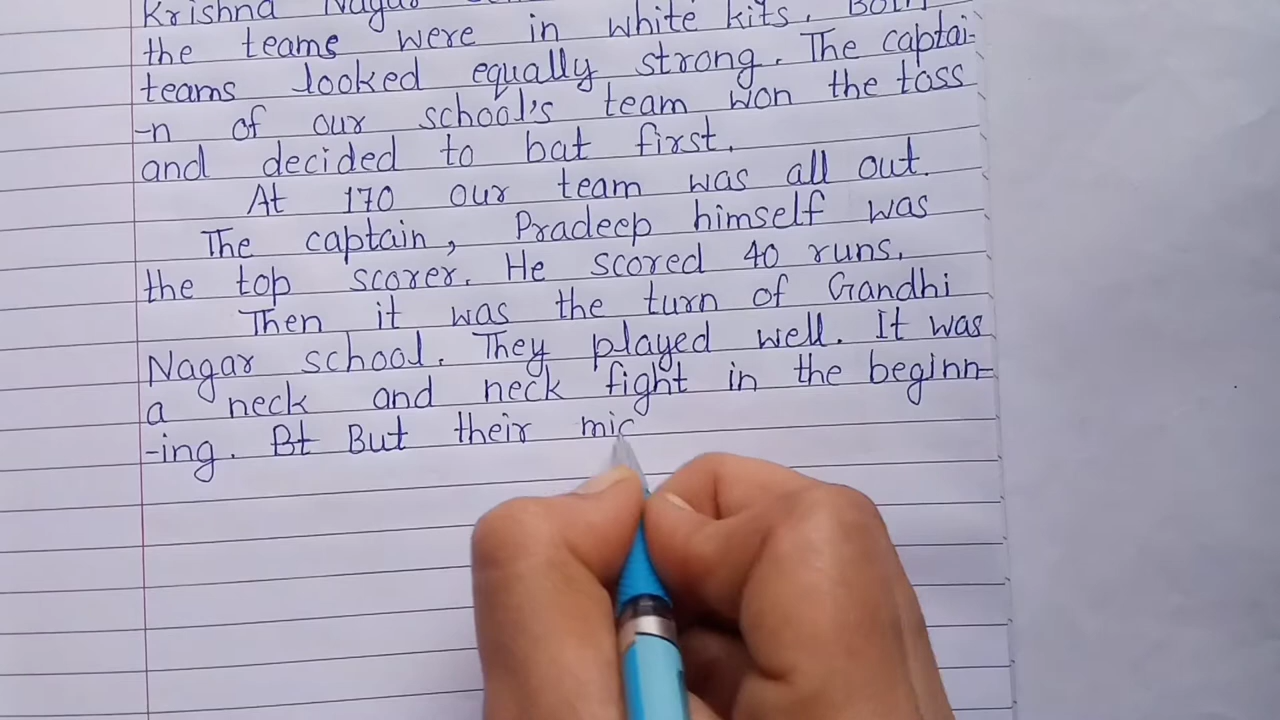 Krishna Nagar
the teams were in white kits. Both
teams looked equally strong. The captai-
-n of our school's team won the toss
and decided to bat first.
At 170 our team was all out.
The captain, Pradeep himself was
the top scorer. He scored 40 runs.
Then it was the turn of Gandhi
Nagar school. They played well. It was
a neck and neck fight in the beginn-
-ing. Bt But their mic